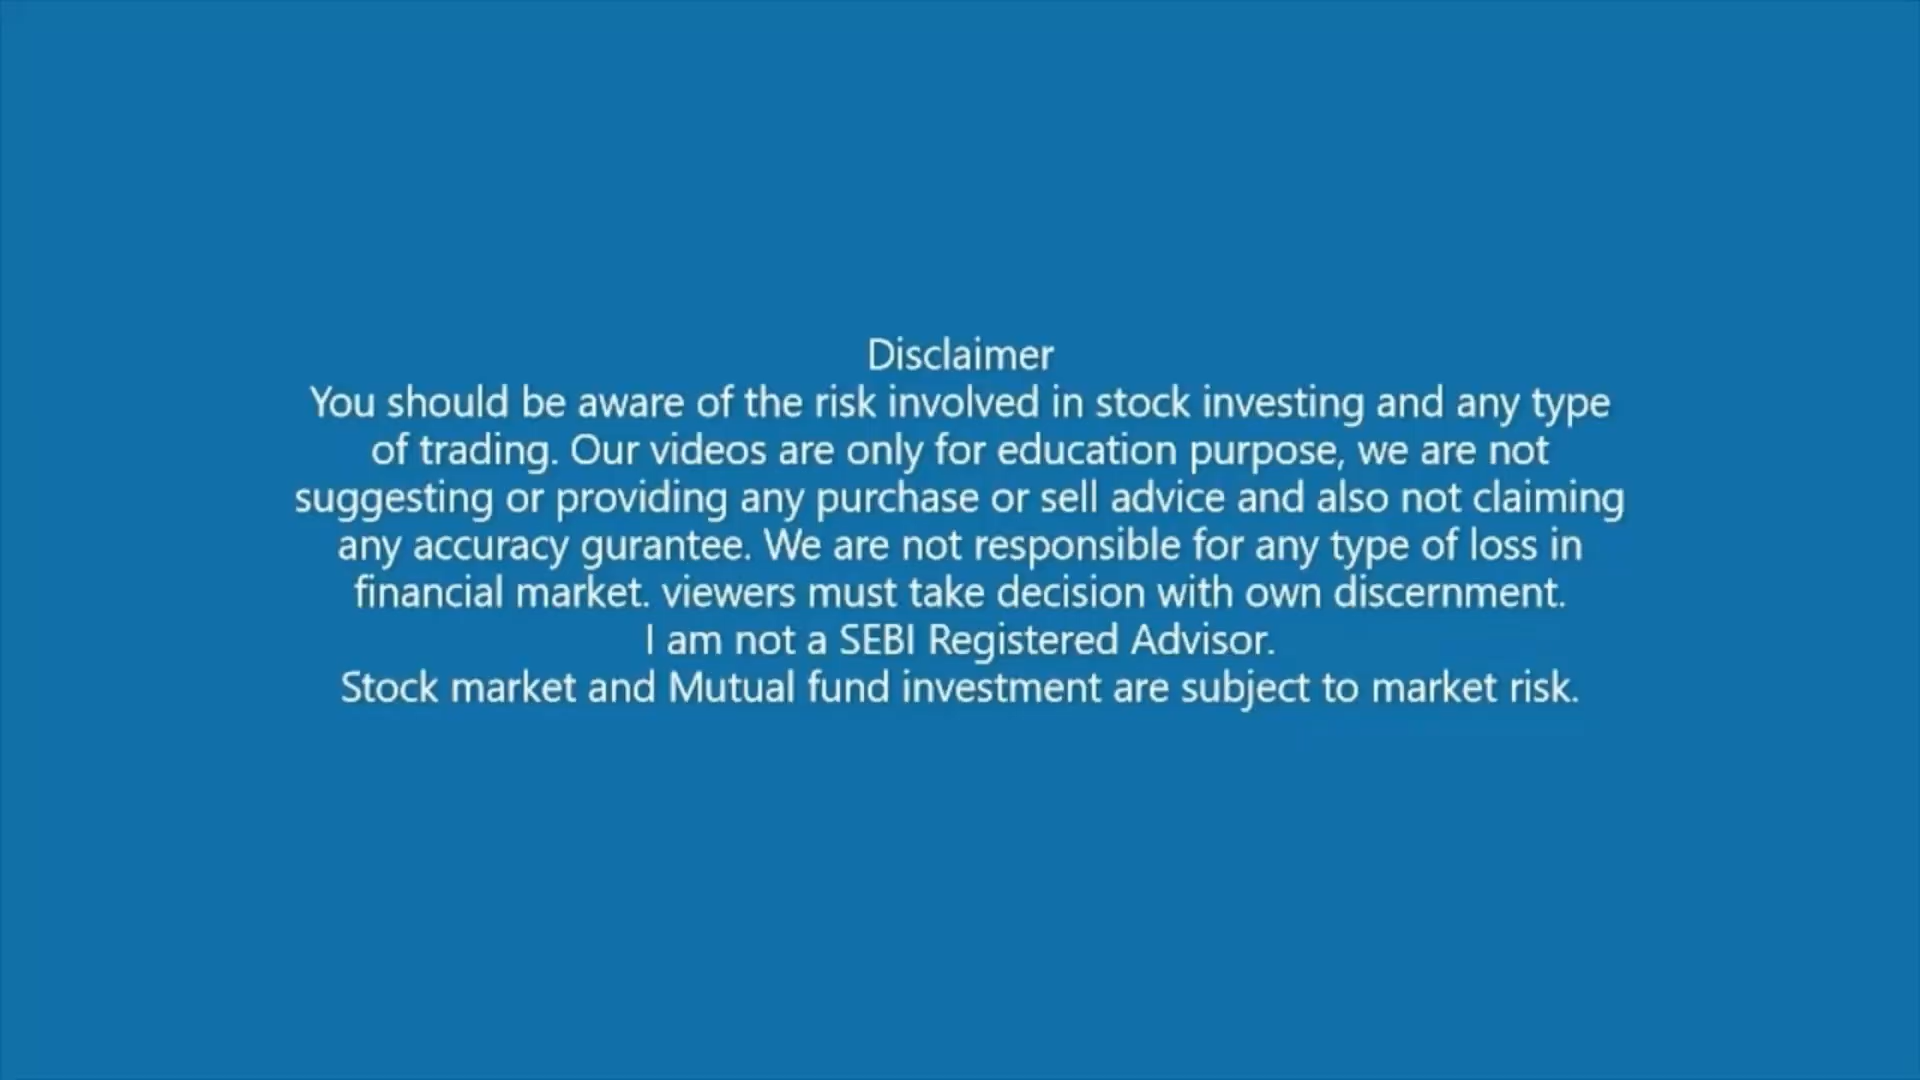 Disclaimer
You should be aware of the risk involved in stock investing and any type
of trading. Our videos are only for education purpose, we are not
suggesting or providing any purchase or sell advice and also not claiming
any accuracy gurantee. We are not responsible for any type of loss in
financial market. viewers must take decision with own discernment.
I am not a SEBI Registered Advisor.
Stock market and Mutual fund investment are subject to market risk.